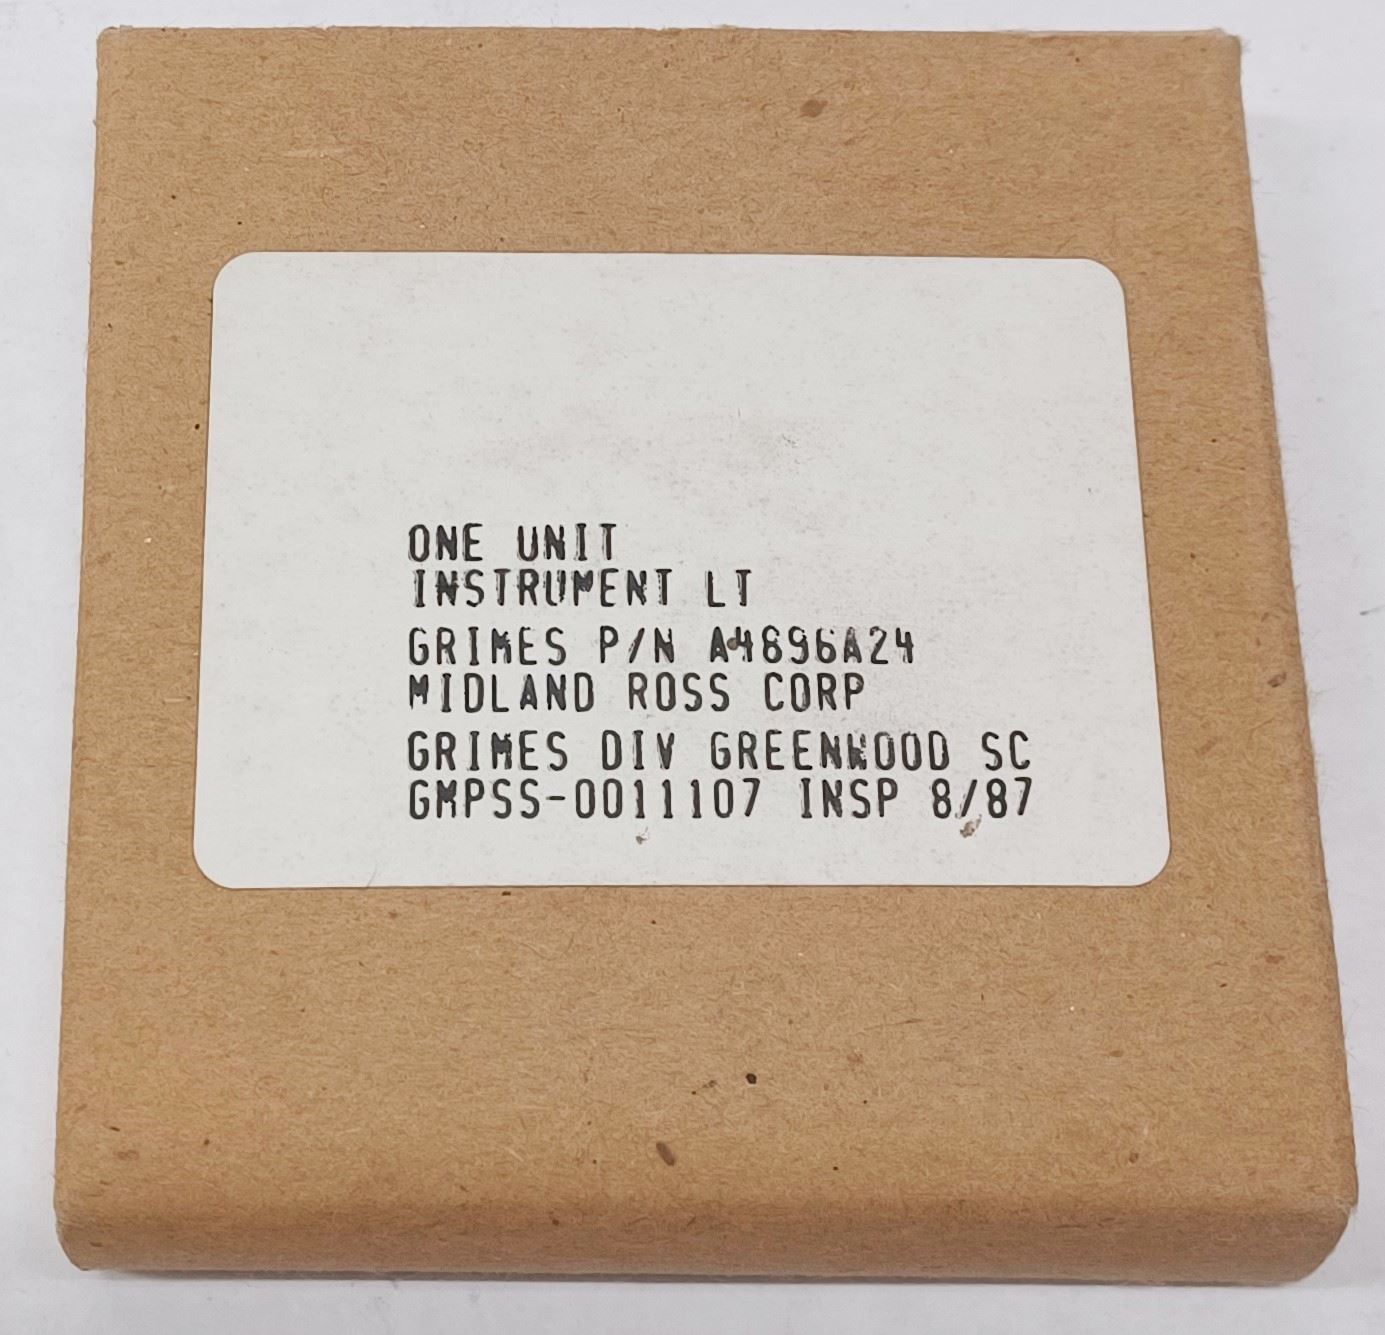 ONE UNIT
INSTRUMENT LT
GRIMES P/N A4896A24
MIDLAND ROSS CORP
GRIMES DIV GREENWOOD SC
GMPSS-0011107 INSP 8/87